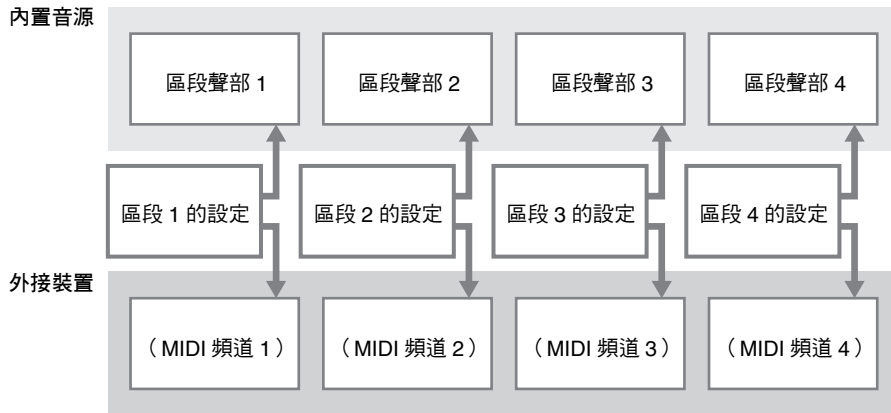 內置音源
區段聲部 1
區段聲部 2
區段聲部 3
區段聲部 4
區段 1 的設定
區段 2 的設定
區段 3 的設定
區段 4 的設定
外接裝置
（MIDI 頻道 1）
（MIDI 頻道 2）
（MIDI 頻道 3）
（MIDI 頻道 4）